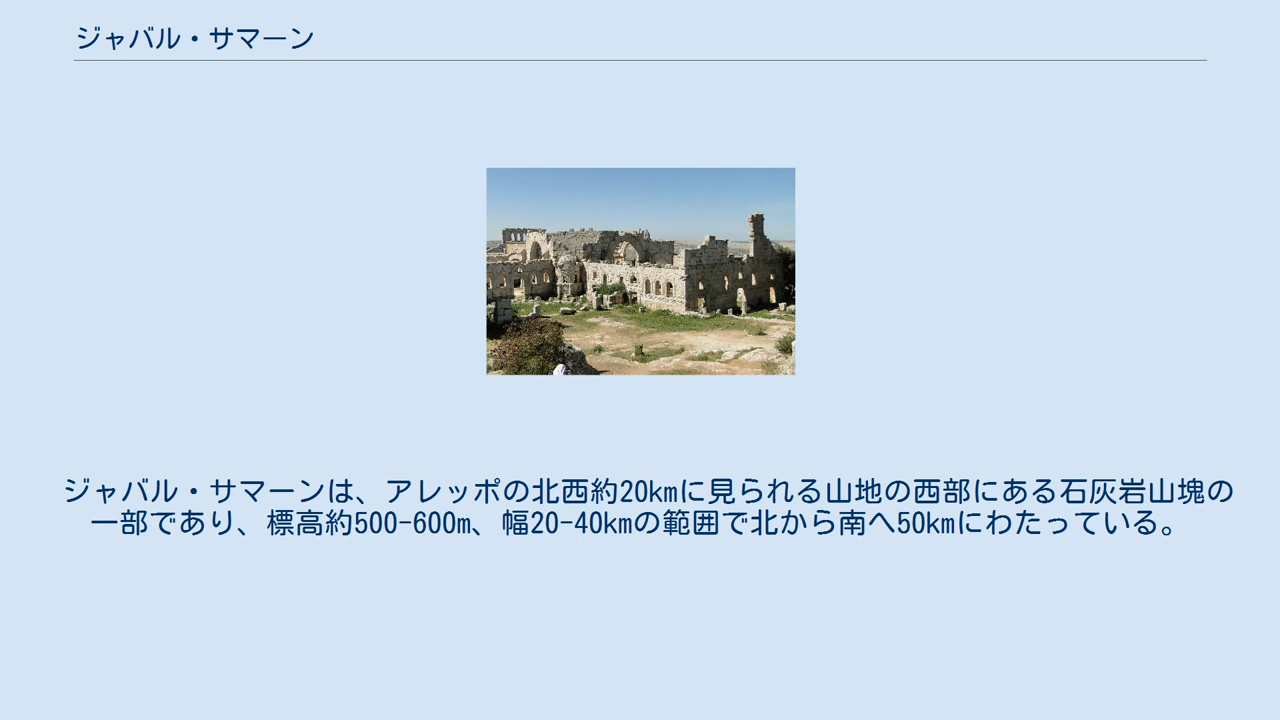 ジャバル・サマーン
ジャバル・サマーンは、アレッポの北西約20kmに見られる山地の西部にある石灰岩山塊の
一部であり、標高約500-600m、幅20-40kmの範囲で北から南へ50kmにわたっている。